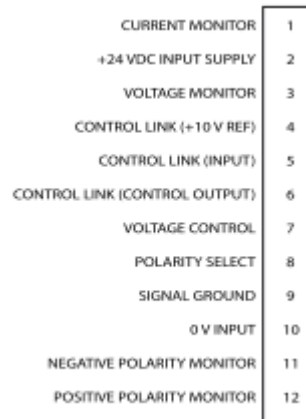 CURRENT MONITOR 1
+24 VDC INPUT SUPPLY 2
VOLTAGE MONITOR 3
CONTROL LINK (+10 V REF) 4
CONTROL LINK (INPUT) 5
CONTROL LINK (CONTROL OUTPUT) 6
VOLTAGE CONTROL 7
POLARITY SELECT 8
SIGNAL GROUND 9
0 V INPUT 10
NEGATIVE POLARITY MONITOR 11
POSITIVE POLARITY MONITOR 12